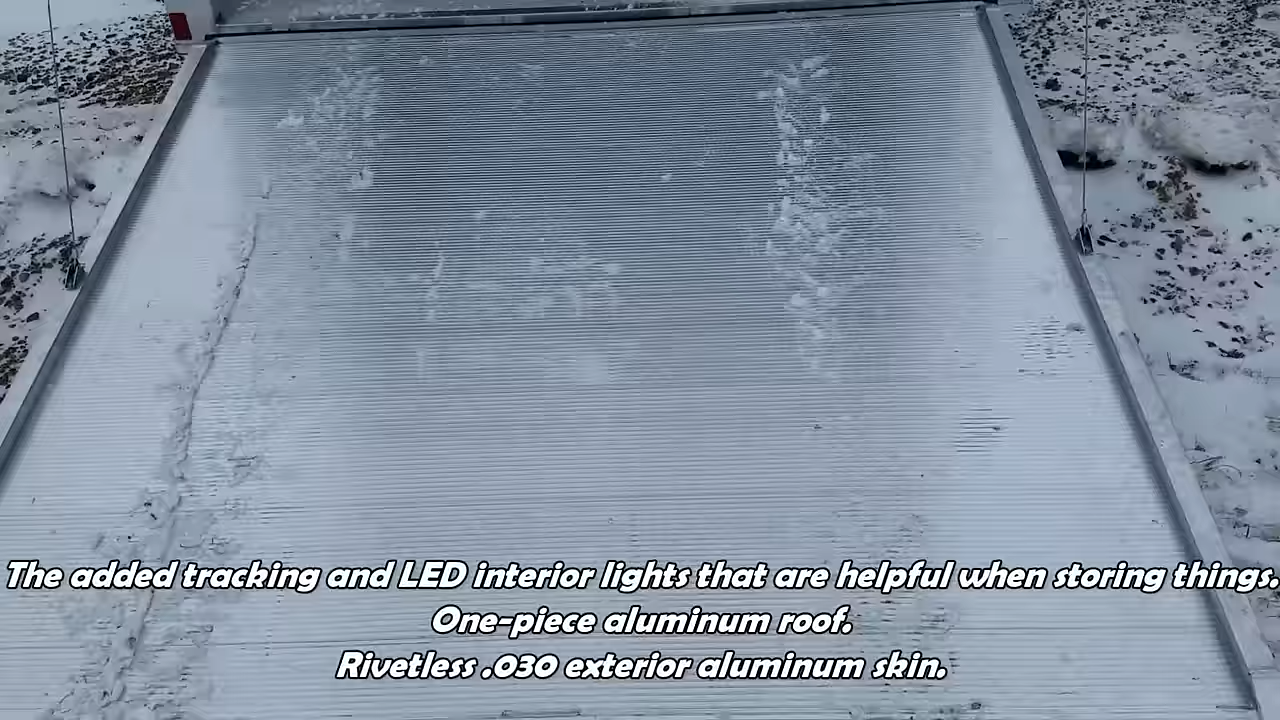 The added tracking and LED interior lights that are helpful when storing things.
One-piece aluminum roof.
Rivetless .030 exterior aluminum skin.